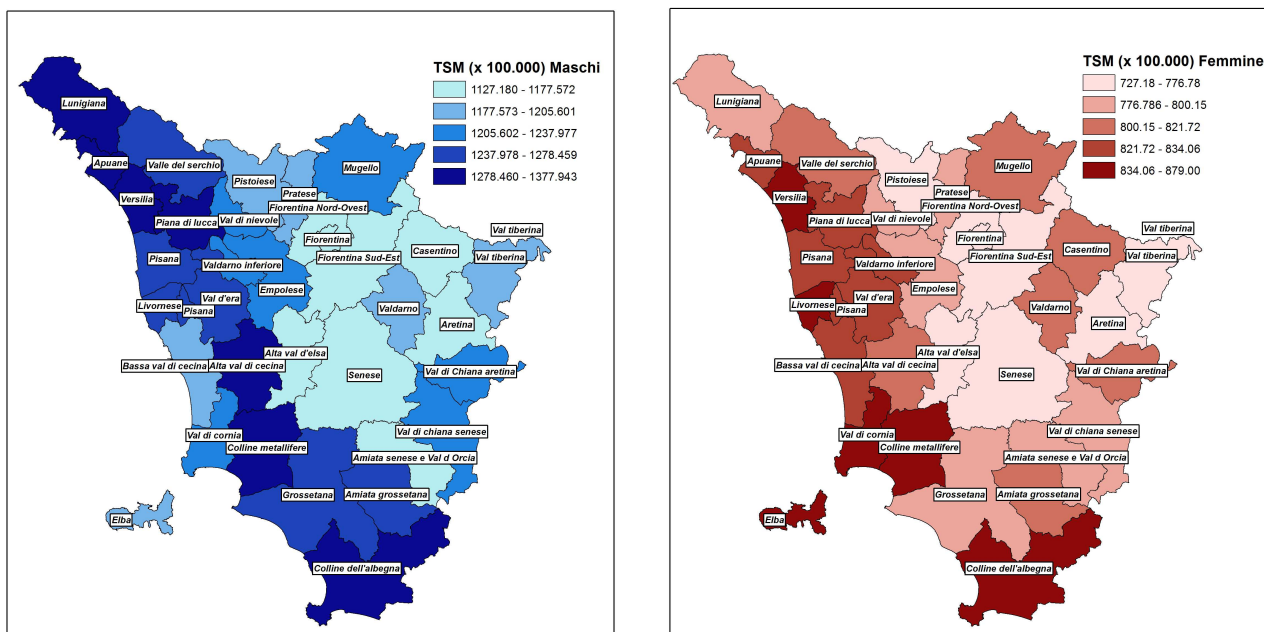 TSM (x 100.000) Maschi
1127.180 - 1177.572
1177.573 - 1205.601
1205.602 - 1237.977
1237.978 - 1278.459
1278.460 - 1377.943
Lunigiana
Apuane
Valle del serchio
Mugello
Pistoiese
Versilia
Pratese
Fiorentina Nord-Ovest
Piana di lucca
Val di nievole
Val tiberina
Fiorentina
Casentino
Pisana
Fiorentina Sud-Est
Val tiberina
Valdarno inferiore
Empolese
Livornese
Val d'era
Pisana
Valdarno
Aretina
Alta val d'elsa
Bassa val di cecina
Alta val di cecina
Senese
Val di Chiana aretina
Val di cornia
Val di chiana senese
Colline metallifere
Amiata senese e Val d Orcia
Grossetana
Amiata grossetana
Elba
Colline dell'albegna
TSM (x 100.000) Femmine
727.18 - 776.78
776.786 - 800.15
800.15 - 821.72
821.72 - 834.06
834.06 - 879.00
Lunigiana
Apuane
Valle del serchio
Mugello
Pistoiese
Versilia
Pratese
Fiorentina Nord-Ovest
Piana di lucca
Val di nievole
Val tiberina
Fiorentina
Casentino
Pisana
Fiorentina Sud-Est
Val tiberina
Valdarno inferiore
Empolese
Livornese
Val d'era
Pisana
Valdarno
Aretina
Alta val d'elsa
Bassa val di cecina
Alta val di cecina
Senese
Val di Chiana aretina
Val di cornia
Val di chiana senese
Colline metallifere
Amiata senese e Val d Orcia
Grossetana
Amiata grossetana
Elba
Colline dell'albegna